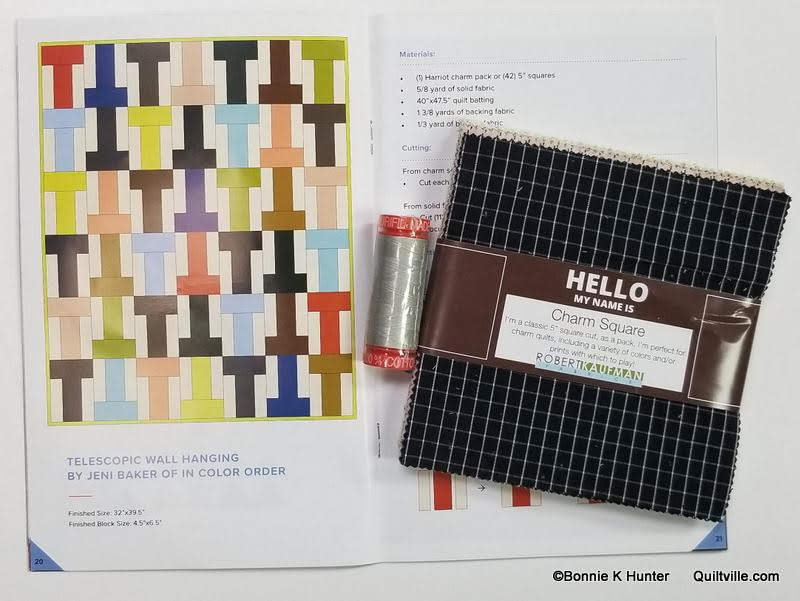 TELESCOPIC WALL HANGING
BY JENI BAKER OF IN COLOR ORDER
Finished Size: 32"x39.5"
Finished Block Size: 4.5"x6.5"
20
Materials:
• (1) Harriot charm pack or (42) 5" squares
• 5/8 yard of solid fabric
• 40"x47.5" quilt batting
• 1 3/8 yards of backing fabric
• 1/3 yard of fabric
Cutting:
From charm
• Cut each
From solid
Cut (11
21
HELLO
MY NAME IS
Charm Square
I'm a classic 5" square cut, as a pack, I'm perfect for
charm quilts, including a variety of colors and/or
prints with which to play!
ROBERT KAUFMAN
©Bonnie K Hunter Quiltville.com